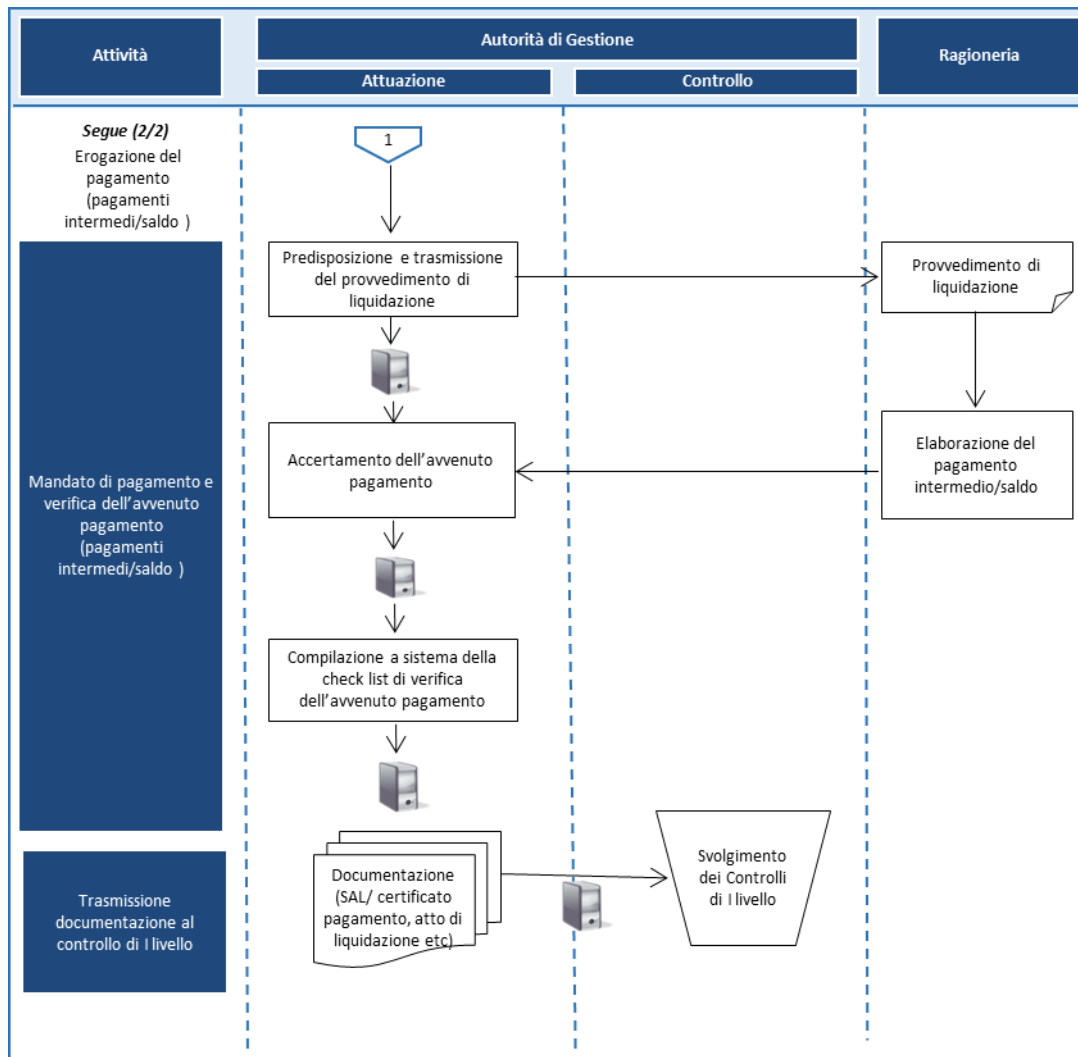 Attività
Autorità di Gestione
Attuazione
Controllo
Ragioneria
Segue (2/2)
Erogazione del
pagamento
(pagamenti
intermedi/saldo )
1
Predisposizione e trasmissione
del provvedimento di
liquidazione
Provvedimento di
liquidazione
Mandato di pagamento e
verifica dell'avvenuto
pagamento
(pagamenti
intermedi/saldo )
Accertamento dell'avvenuto
pagamento
Elaborazione del
pagamento
intermedio/saldo
Compilazione a sistema della
check list di verifica
dell'avvenuto pagamento
Trasmissione
documentazione al
controllo di I livello
Documentazione
(SAL/ certificato
pagamento, atto di
liquidazione etc)
Svolgimento
dei Controlli
di I livello